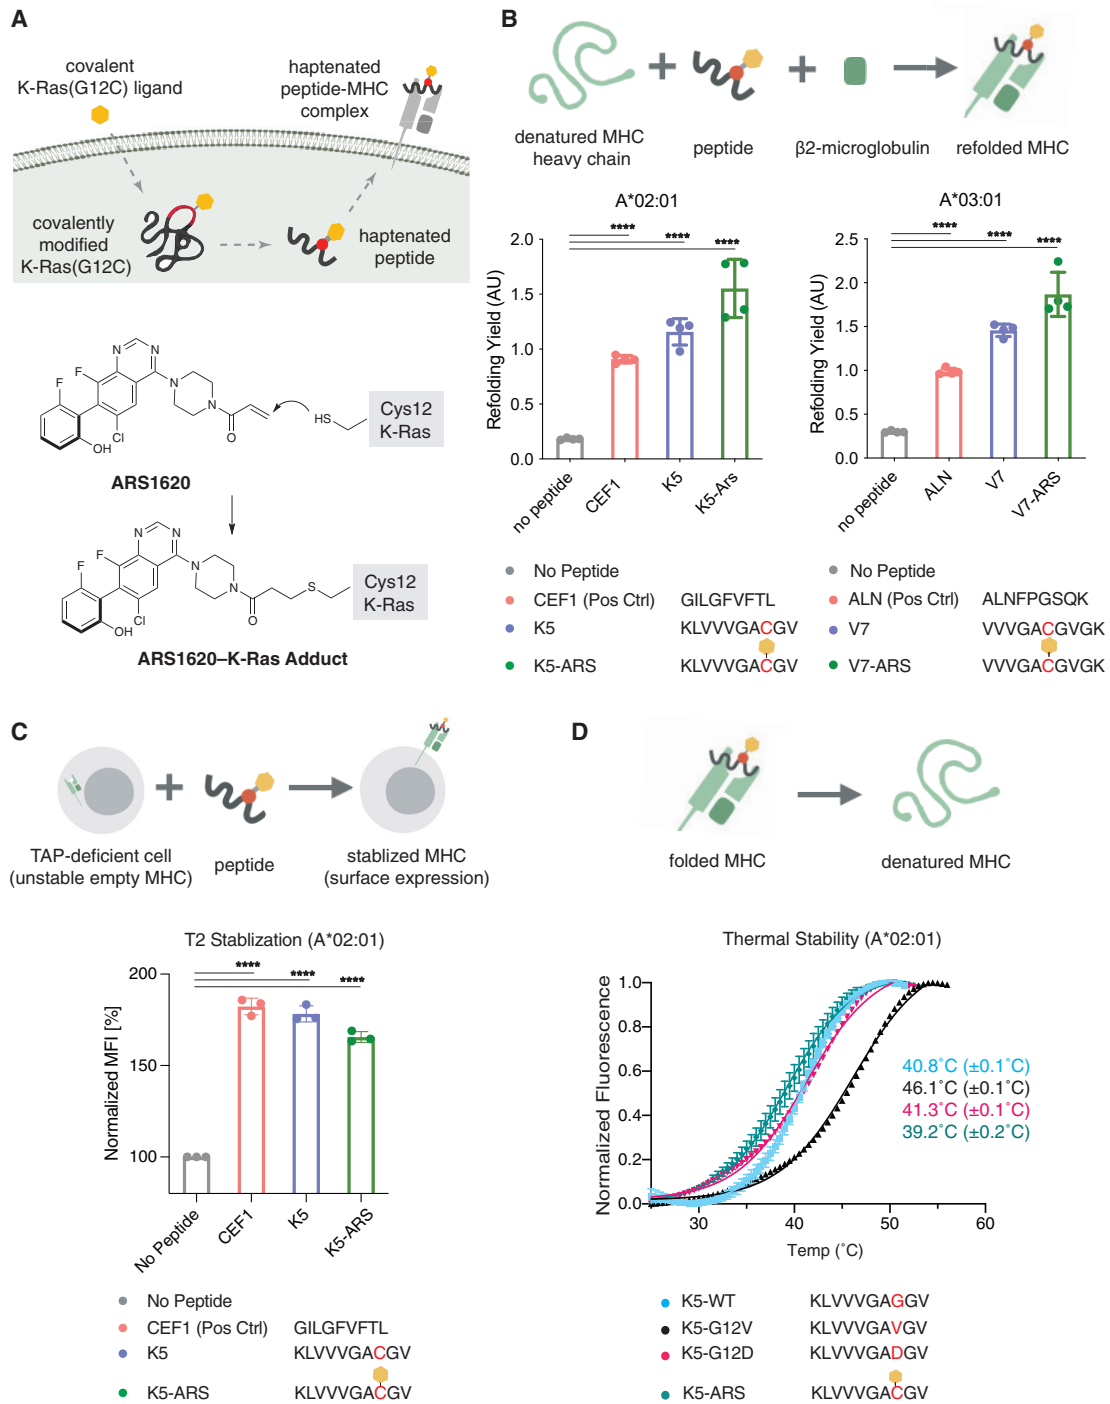 A
covalent
K-Ras(G12C) ligand
haptenated
peptide-MHC
complex
covalently
modified
K-Ras(G12C)
haptenated
peptide
N
N
F
F
N
N
O
Cl
OH
HS
Cys12
K-Ras
ARS1620
N
N
F
F
N
N
O
S
Cl
OH
Cys12
K-Ras
ARS1620–K-Ras Adduct
B
denatured MHC
heavy chain
peptide
β2-microglobulin
refolded MHC
A*02:01
Refolding Yield (AU)
2.0
1.5
1.0
0.5
0.0
****
****
****
no peptide
CEF1
K5
K5-Ars
A*03:01
Refolding Yield (AU)
2.5
2.0
1.5
1.0
0.5
0.0
****
****
****
no peptide
ALN
V7
V7-ARS
No Peptide
CEF1 (Pos Ctrl) GILGFVFTL
K5 KLVVVGACGV
K5-ARS KLVVVGACGV
No Peptide
ALN (Pos Ctrl) ALNFPGSQK
V7 VVVGACGVGK
V7-ARS VVVGACGVGK
C
TAP-deficient cell
(unstable empty MHC)
peptide
stablized MHC
(surface expression)
T2 Stablization (A*02:01)
Normalized MFI [%]
200
150
100
****
****
****
No Peptide
CEF1
K5
K5-ARS
No Peptide
CEF1 (Pos Ctrl) GILGFVFTL
K5 KLVVVGACGV
K5-ARS KLVVVGACGV
D
folded MHC
denatured MHC
Thermal Stability (A*02:01)
Normalized Fluorescence
1.0
0.8
0.6
0.4
0.2
0.0
40.8˚C (±0.1˚C)
46.1˚C (±0.1˚C)
41.3˚C (±0.1˚C)
39.2˚C (±0.2˚C)
30 40 50 60
Temp (˚C)
K5-WT KLVVVGAGGV
K5-G12V KLVVVGAVGV
K5-G12D KLVVVGADGV
K5-ARS KLVVVGACGV